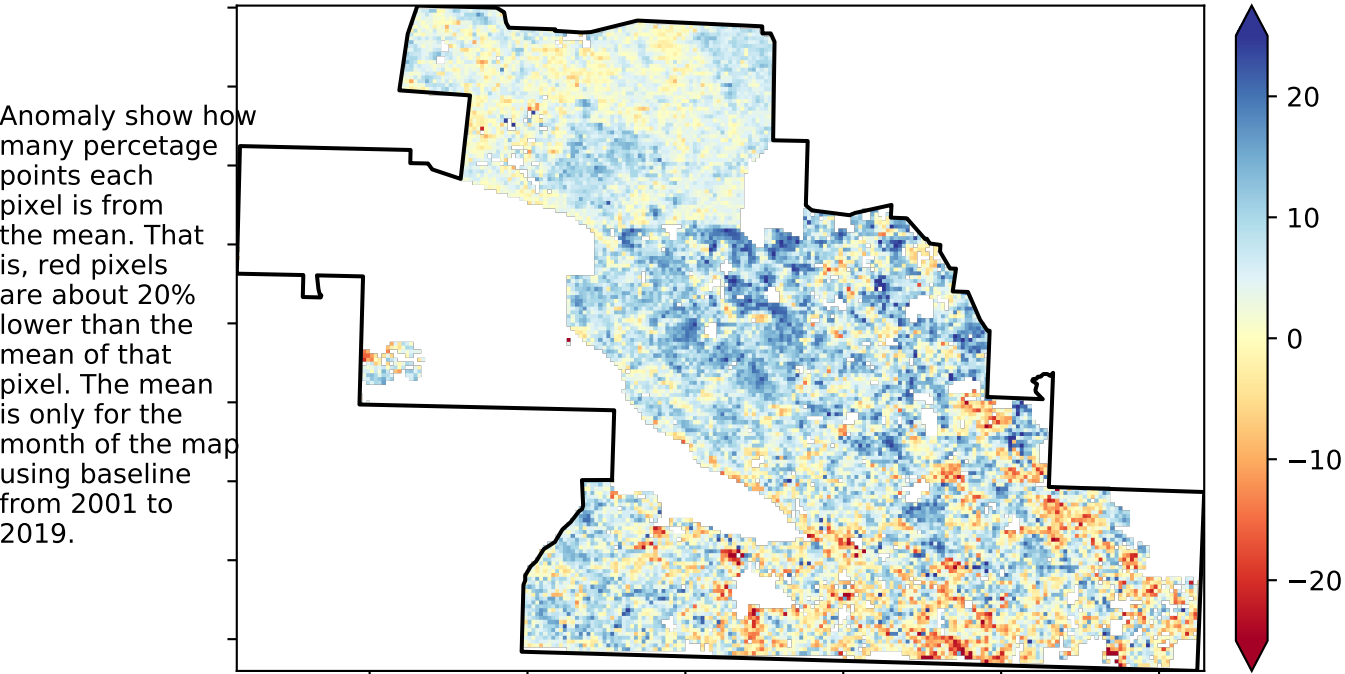 Anomaly show how
many percetage
points each
pixel is from
the mean. That
is, red pixels
are about 20%
lower than the
mean of that
pixel. The mean
is only for the
month of the map
using baseline
from 2001 to
2019.
20
10
0
−10
−20